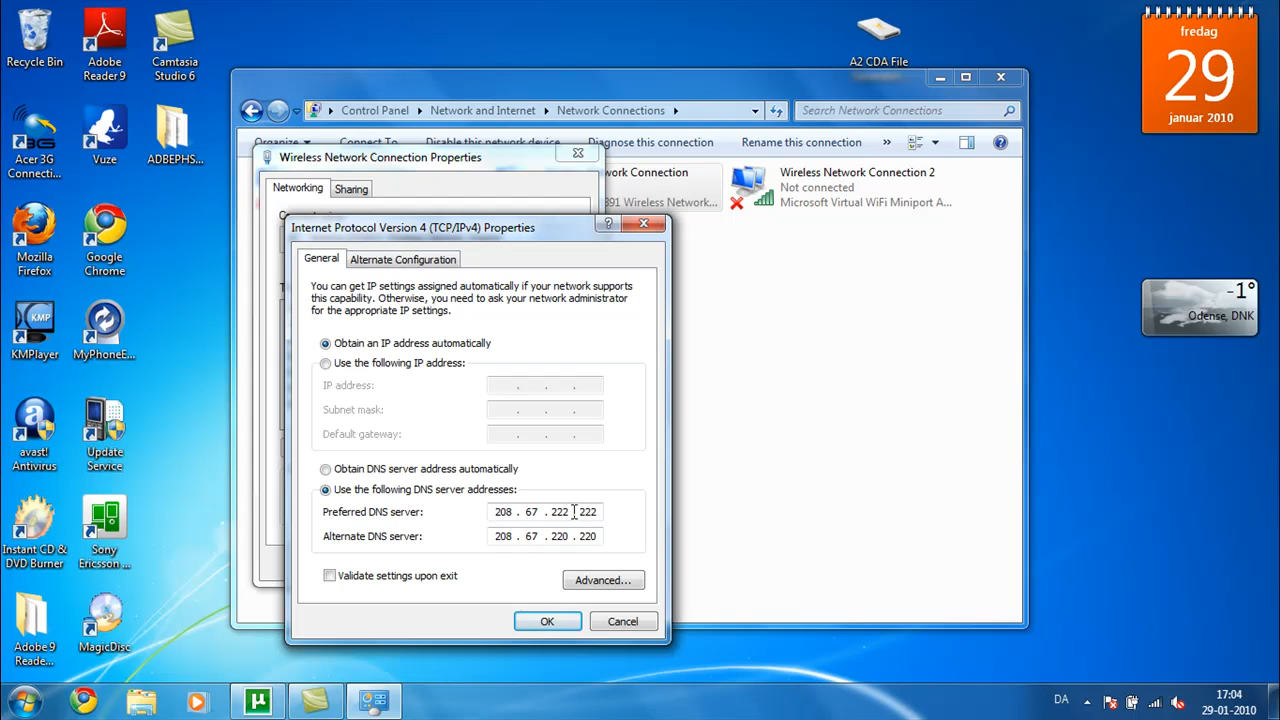 Recycle Bin
Adobe
Reader 9
Camtasia
Studio 6
Acer 3G
Connecti...
Vuze
ADBEPHS...
Mozilla
Firefox
Google
Chrome
KMP
KMPlayer
MyPhoneE...
avast!
Antivirus
Update
Service
Instant CD &
DVD Burner
Sony
Ericsson ...
Adobe 9
Reade...
MagicDisc
A2 CDA File
fredag
29
januar 2010
-1°
Odense, DNK
Control Panel
Network and Internet
Network Connections
Search Network Connections
Organize
Connect To
Disable this network device
Diagnose this connection
Rename this connection
»
work Connection
391 Wireless Network...
Wireless Network Connection 2
Not connected
Microsoft Virtual WiFi Miniport A...
Wireless Network Connection Properties
Networking
Sharing
Internet Protocol Version 4 (TCP/IPv4) Properties
General
Alternate Configuration
You can get IP settings assigned automatically if your network supports
this capability. Otherwise, you need to ask your network administrator
for the appropriate IP settings.
Obtain an IP address automatically
Use the following IP address:
IP address: . . .
Subnet mask: . . .
Default gateway: . . .
Obtain DNS server address automatically
Use the following DNS server addresses:
Preferred DNS server: 208 . 67 . 222 . 222
Alternate DNS server: 208 . 67 . 220 . 220
Validate settings upon exit
Advanced...
OK
Cancel
DA
17:04
29-01-2010